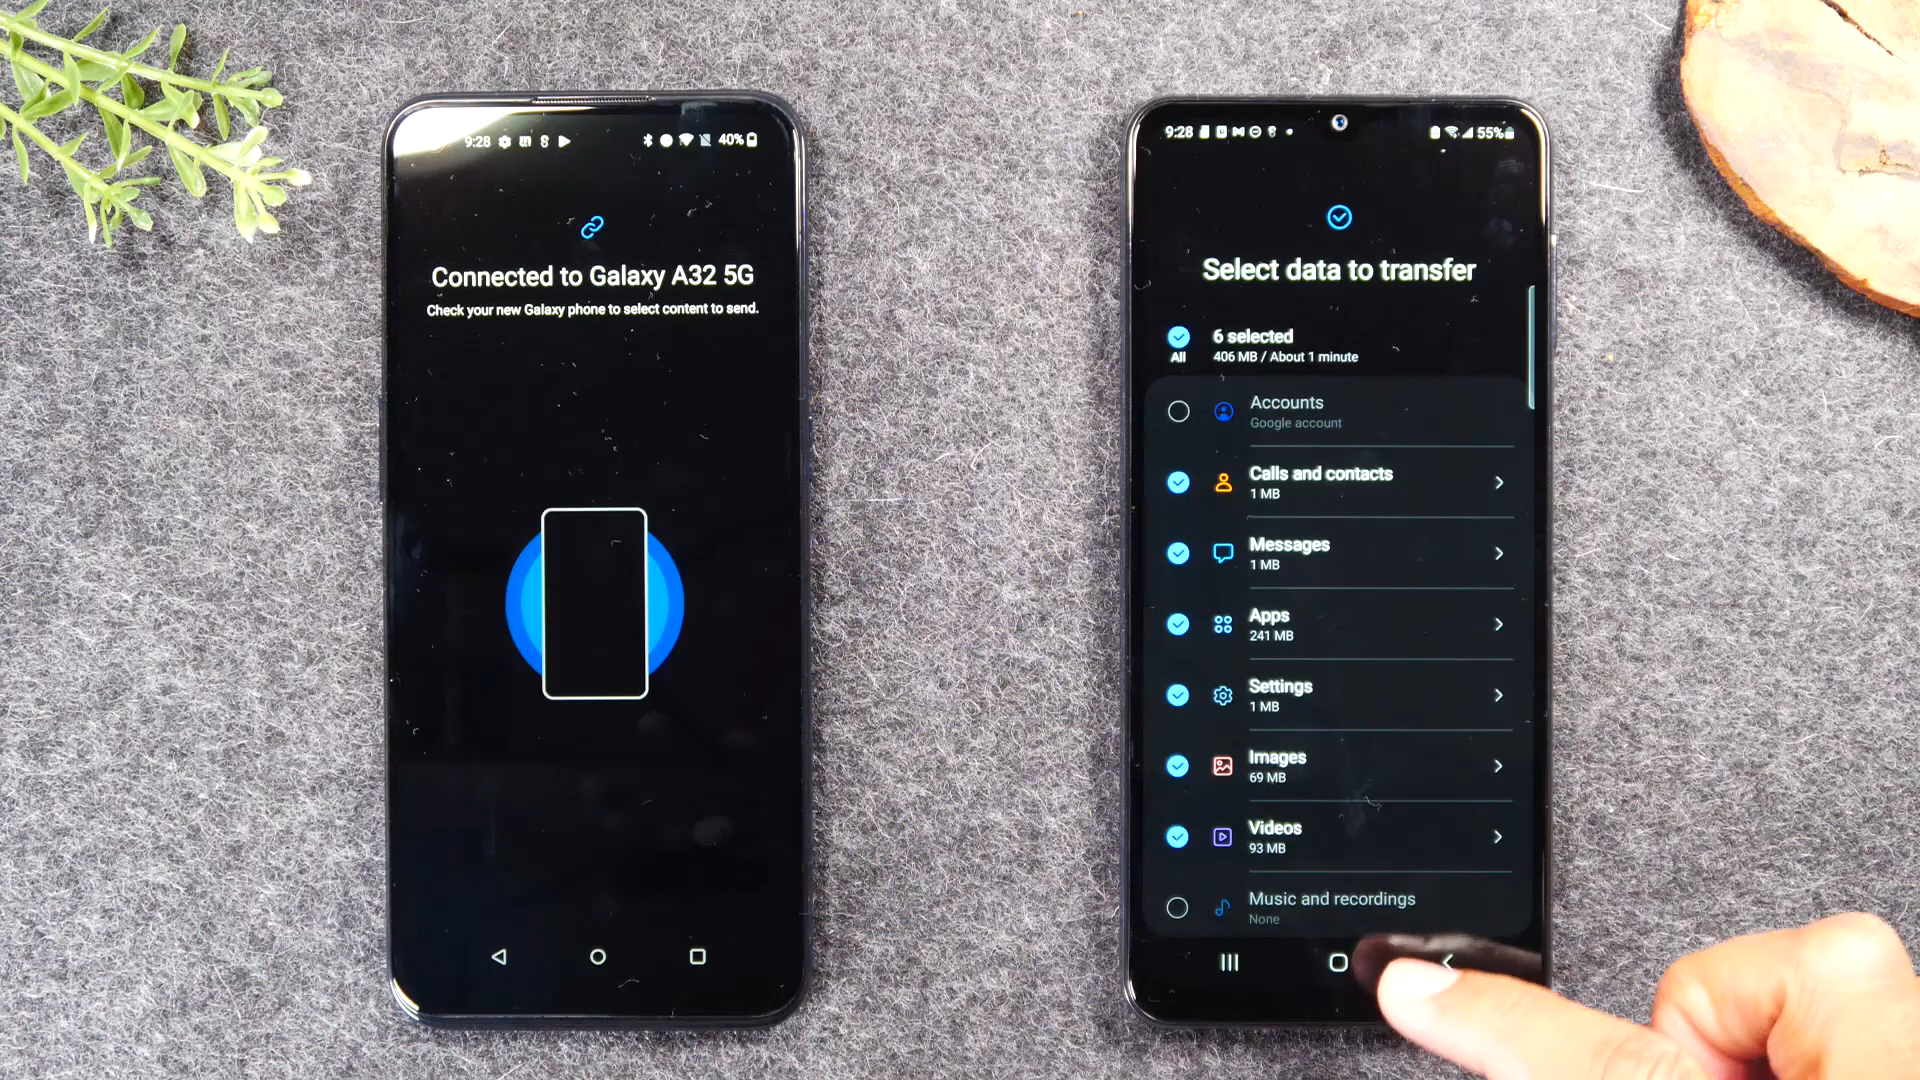 9:28
40%
Connected to Galaxy A32 5G
Check your new Galaxy phone to select content to send.
9:28
55%
Select data to transfer
6 selected
All
406 MB / About 1 minute
Accounts
Google account
Calls and contacts
1 MB
Messages
1 MB
Apps
241 MB
Settings
1 MB
Images
69 MB
Videos
93 MB
Music and recordings
None